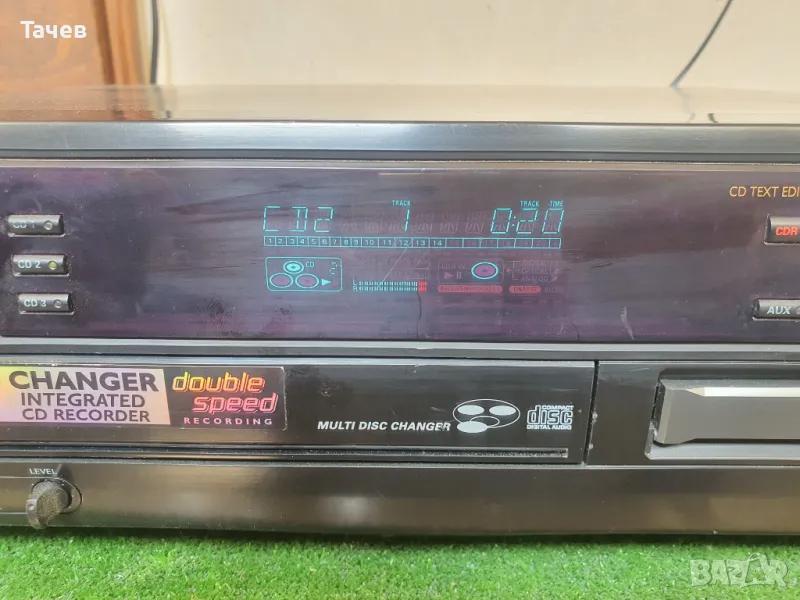 Тачев
CD TEXT EDI
TRACK TRACK TIME
CD2 1 0:20
1 2 3 4 5 6 7 8 9 10 11 12 13 14
CD 1
CDR
CD 2
CD
CD 3
L
R
AUX
CHANGER
INTEGRATED
CD RECORDER
double
speed
RECORDING
MULTI DISC CHANGER
COMPACT
disc
DIGITAL AUDIO
LEVEL
BAZAR